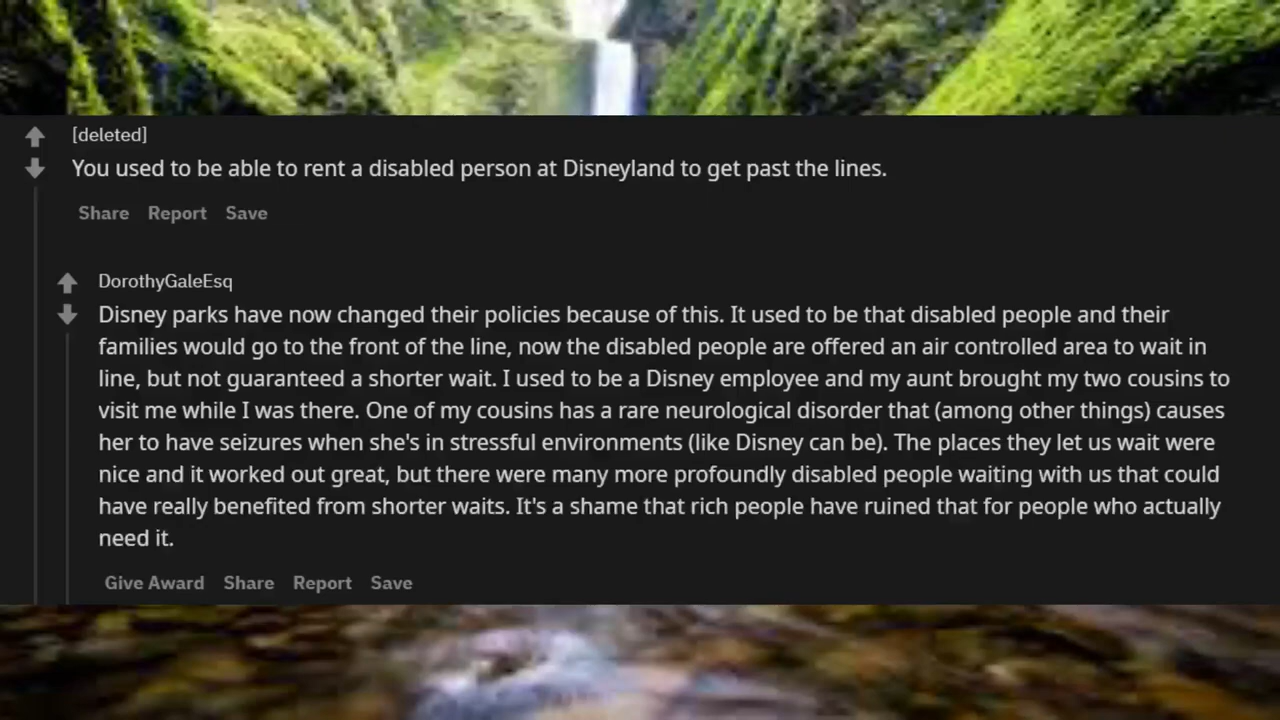 [deleted]
You used to be able to rent a disabled person at Disneyland to get past the lines.
Share Report Save
DorothyGaleEsq
Disney parks have now changed their policies because of this. It used to be that disabled people and their
families would go to the front of the line, now the disabled people are offered an air controlled area to wait in
line, but not guaranteed a shorter wait. I used to be a Disney employee and my aunt brought my two cousins to
visit me while I was there. One of my cousins has a rare neurological disorder that (among other things) causes
her to have seizures when she's in stressful environments (like Disney can be). The places they let us wait were
nice and it worked out great, but there were many more profoundly disabled people waiting with us that could
have really benefited from shorter waits. It's a shame that rich people have ruined that for people who actually
need it.
Give Award Share Report Save